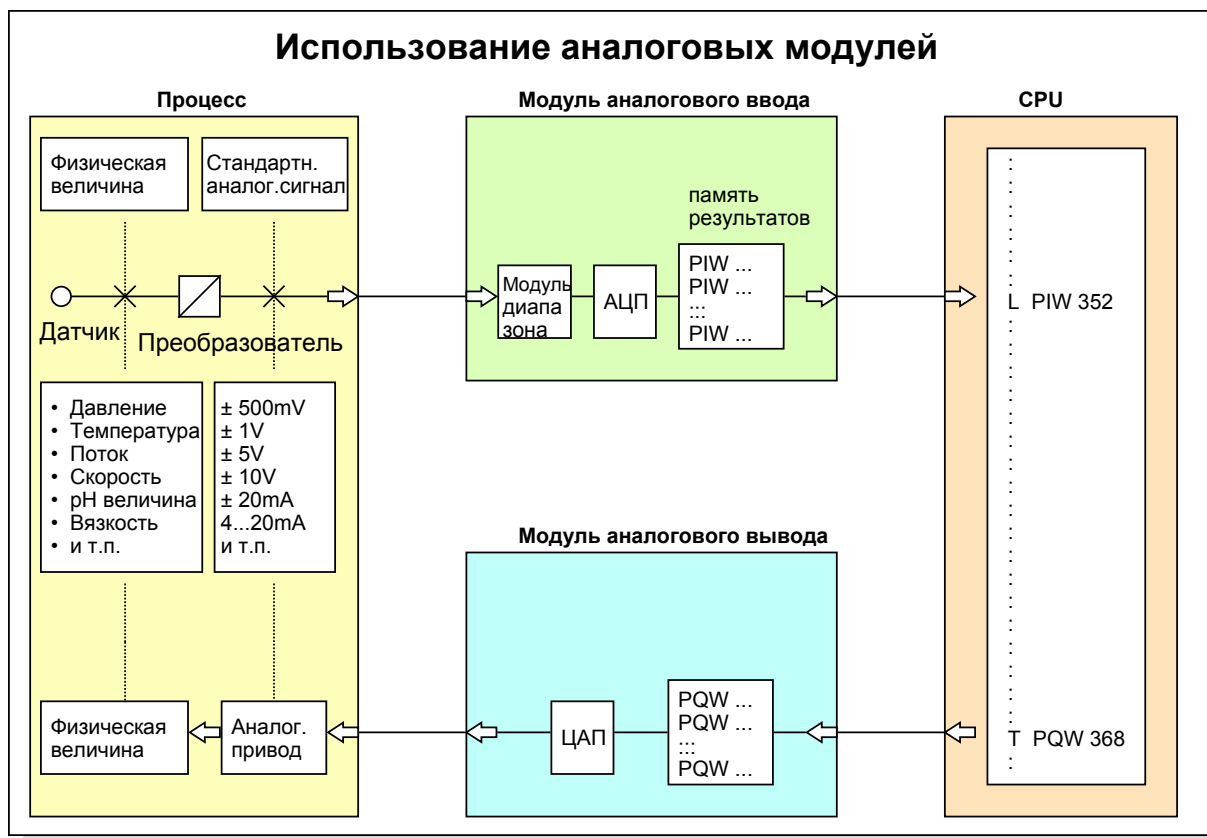 Использование аналоговых модулей
Процесс
Модуль аналогового ввода
CPU
Физическая
величина
Стандартн.
аналог.сигнал
Датчик
Преобразователь
• Давление
• Температура
• Поток
• Скорость
• pH величина
• Вязкость
• и т.п.
± 500mV
± 1V
± 5V
± 10V
± 20mA
4...20mA
и т.п.
Физическая
величина
Аналог.
привод
память
результатов
Модуль
диапа
зона
АЦП
PIW ...
PIW ...
...
PIW ...
Модуль аналогового вывода
ЦАП
PQW ...
PQW ...
...
PQW ...
L PIW 352
T PQW 368